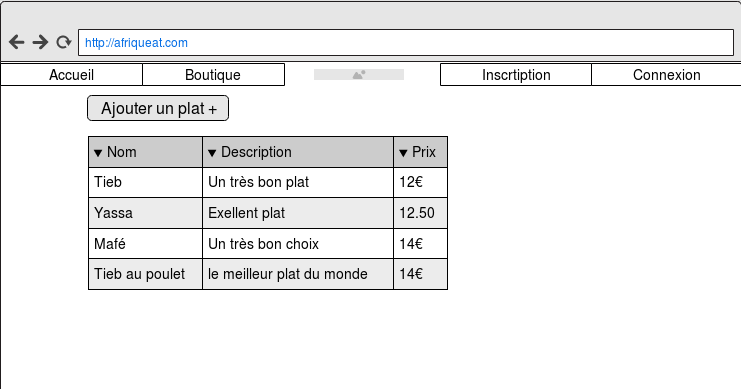 http://afriqueat.com
Accueil Boutique Inscrtiption Connexion
Ajouter un plat +
▼ Nom ▼ Description ▼ Prix
Tieb Un très bon plat 12€
Yassa Exellent plat 12.50
Mafé Un très bon choix 14€
Tieb au poulet le meilleur plat du monde 14€